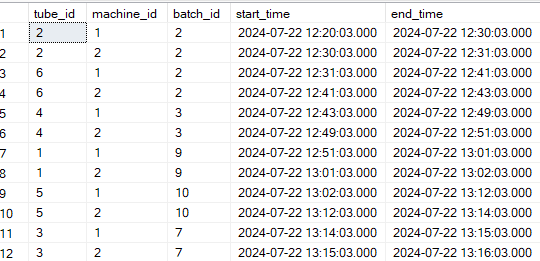 tube_id machine_id batch_id start_time end_time
1 2 1 2 2024-07-22 12:20:03.000 2024-07-22 12:30:03.000
2 2 2 2 2024-07-22 12:30:03.000 2024-07-22 12:31:03.000
3 6 1 2 2024-07-22 12:31:03.000 2024-07-22 12:41:03.000
4 6 2 2 2024-07-22 12:41:03.000 2024-07-22 12:43:03.000
5 4 1 3 2024-07-22 12:43:03.000 2024-07-22 12:49:03.000
6 4 2 3 2024-07-22 12:49:03.000 2024-07-22 12:51:03.000
7 1 1 9 2024-07-22 12:51:03.000 2024-07-22 13:01:03.000
8 1 2 9 2024-07-22 13:01:03.000 2024-07-22 13:02:03.000
9 5 1 10 2024-07-22 13:02:03.000 2024-07-22 13:12:03.000
10 5 2 10 2024-07-22 13:12:03.000 2024-07-22 13:14:03.000
11 3 1 7 2024-07-22 13:14:03.000 2024-07-22 13:15:03.000
12 3 2 7 2024-07-22 13:15:03.000 2024-07-22 13:16:03.000